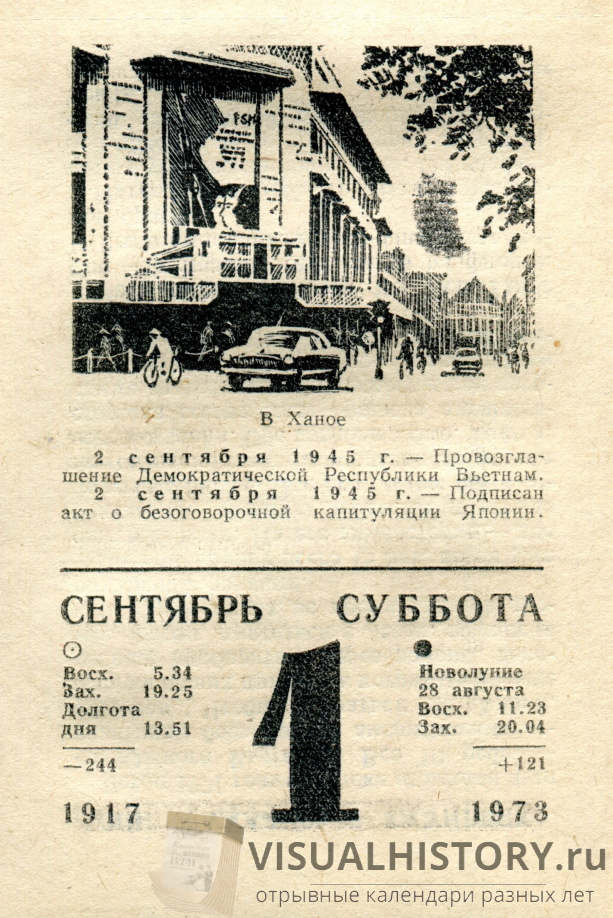 В Ханое
2 сентября 1945 г. — Провозгла-
шение Демократической Республики Вьетнам.
2 сентября 1945 г. — Подписан
акт о безоговорочной капитуляции Японии.
СЕНТЯБРЬ СУББОТА
Восх. 5.34
Зах. 19.25
Долгота
дня 13.51
—244
1
Новолуние
28 августа
Восх. 11.23
Зах. 20.04
+121
1917 1973
VISUALHISTORY.ru
отрывные календари разных лет